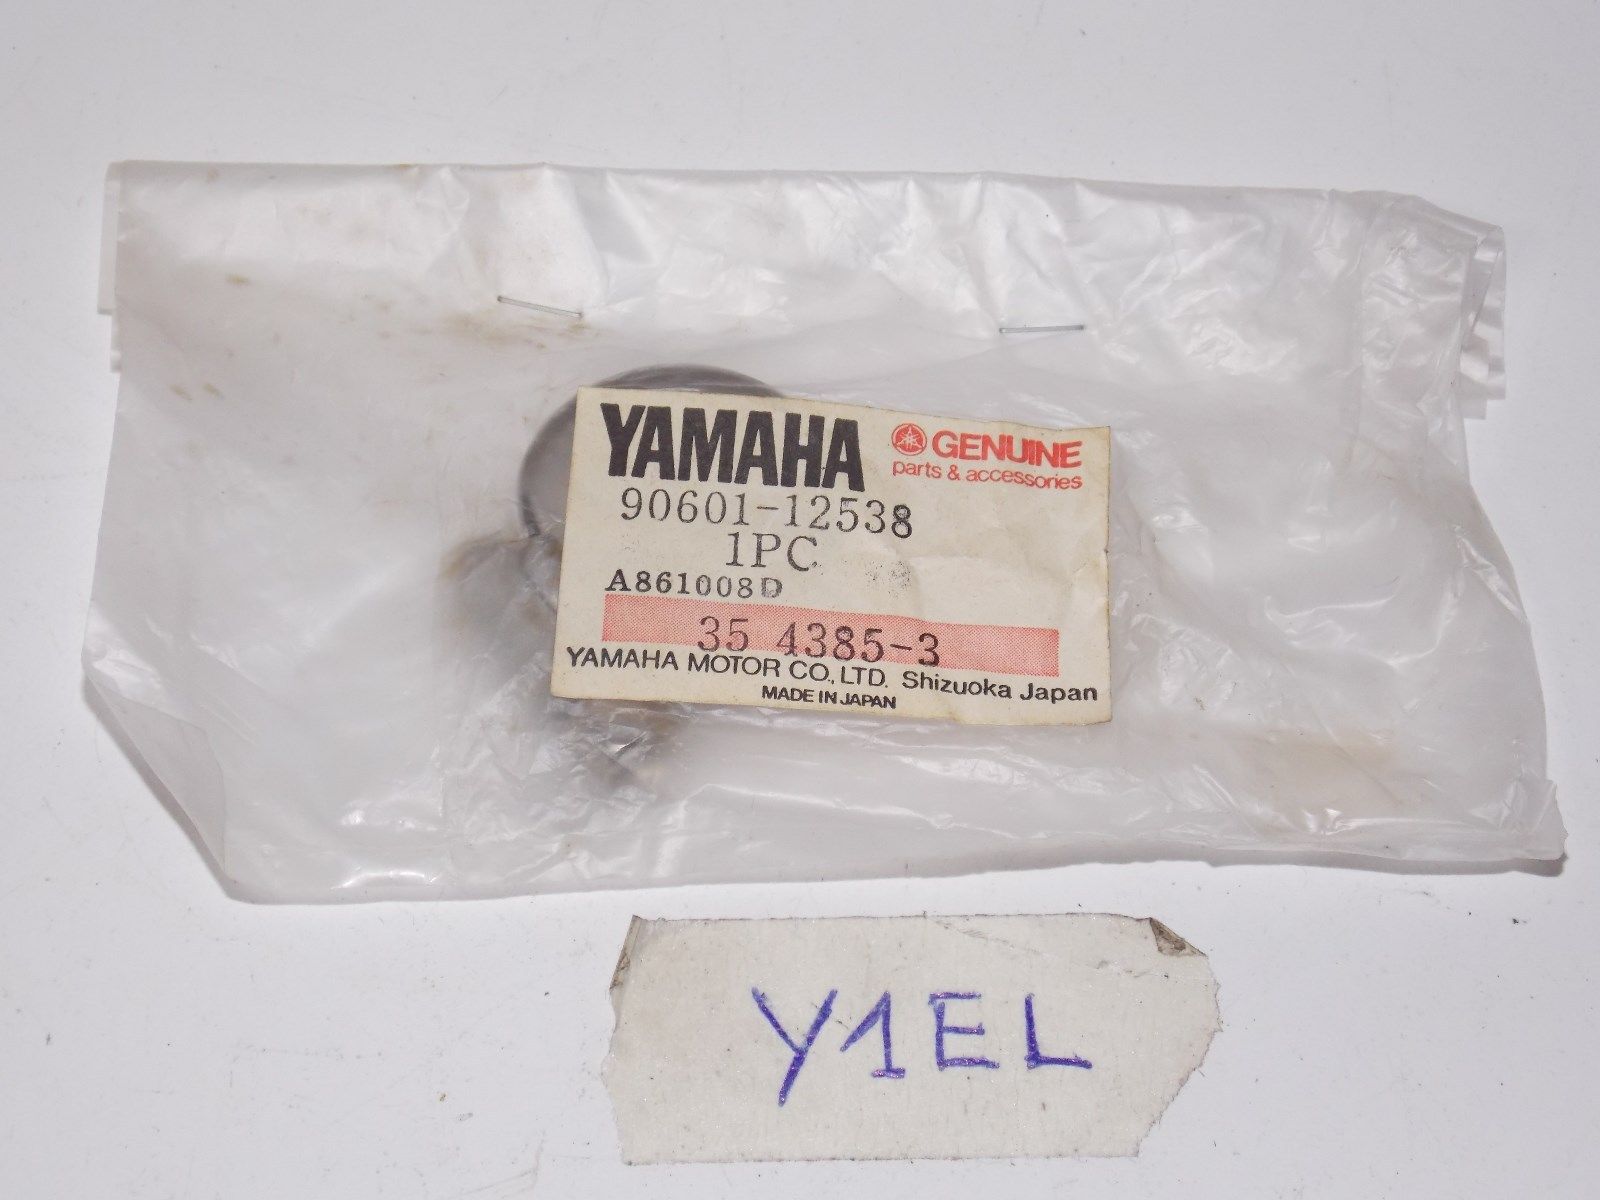 YAMAHA GENUINE
parts & accessories
90601-12538
1PC
A861008D
35 4385-3
YAMAHA MOTOR CO., LTD. Shizuoka Japan
MADE IN JAPAN
Y1EL